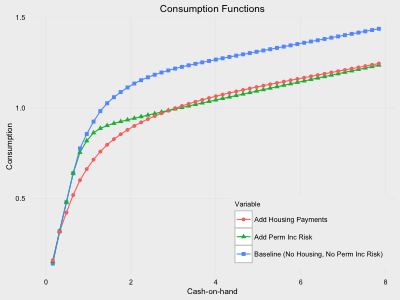 Consumption Functions
1.5
1.0
0.5
Consumption
0
2
4
6
8
Cash-on-hand
Variable
Add Housing Payments
Add Perm Inc Risk
Baseline (No Housing, No Perm Inc Risk)